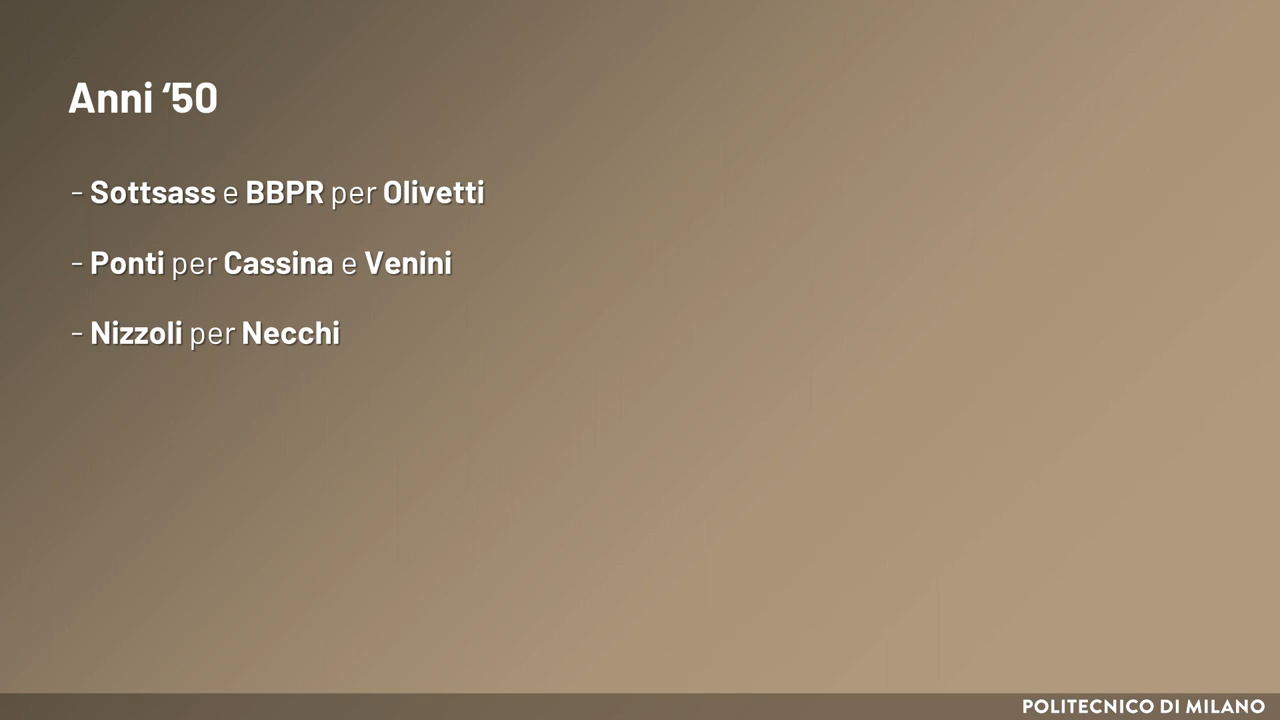 Anni ‘50
- Sottsass e BBPR per Olivetti
- Ponti per Cassina e Venini
- Nizzoli per Necchi
POLITECNICO DI MILANO